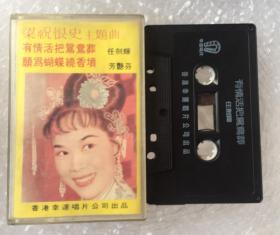 梁祝恨史主題曲
有情活把鴛鴦葬
願爲蝴蝶繞香墳
任劍輝
芳艷芬
香港幸運唱片公司出品
有情活把鴛鴦葬
任劍輝
香港幸運唱片公司出品